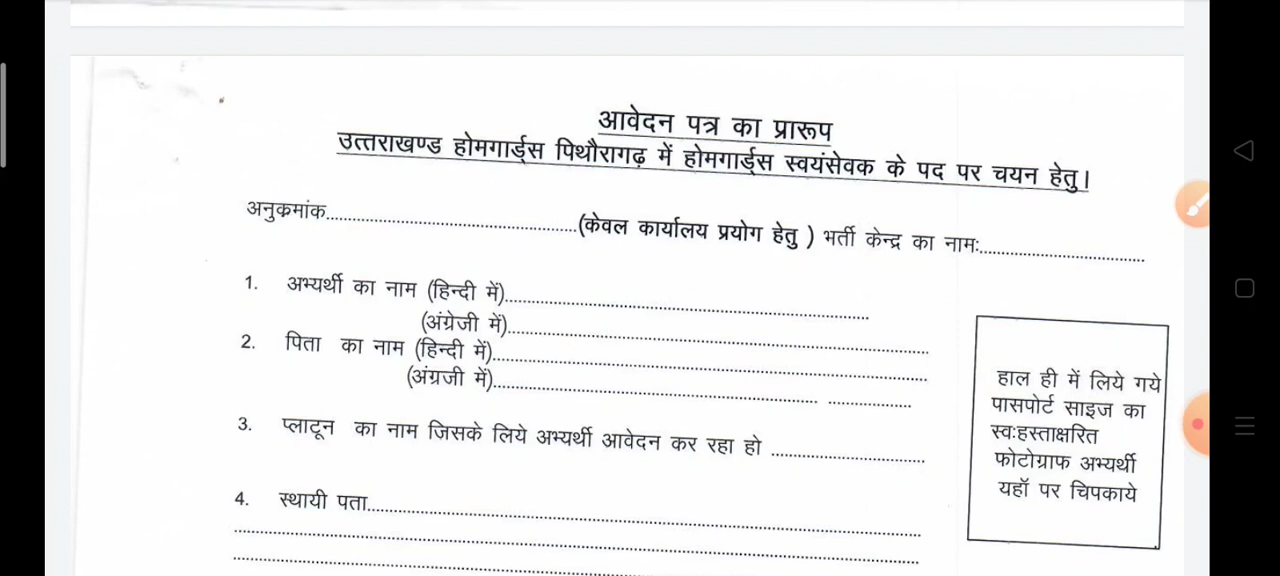 आवेदन पत्र का प्रारूप
उत्तराखण्ड होमगार्ड्स पिथौरागढ़ में होमगार्ड्स स्वयंसेवक के पद पर चयन हेतु।
अनुक्रमांक.................................................(केवल कार्यालय प्रयोग हेतु ) भर्ती केन्द्र का नामः.................................
1. अभ्यर्थी का नाम (हिन्दी में)......................................................................
(अंग्रेजी में)................................................................................
2. पिता का नाम (हिन्दी में)...................................................................................
(अंग्रजी में)............................................................... ................
3. प्लाटून का नाम जिसके लिये अभ्यर्थी आवेदन कर रहा हो ..............................
4. स्थायी पता...........................................................................................................
....................................................................................................................................
....................................................................................................................................
हाल ही में लिये गये
पासपोर्ट साइज का
स्वःहस्ताक्षरित
फोटोग्राफ अभ्यर्थी
यहॉ पर चिपकाये